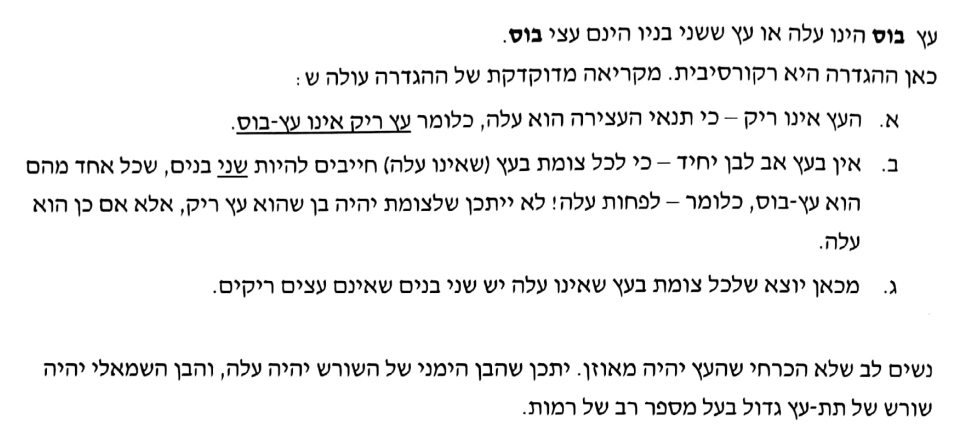 עץ בוס הינו עלה או עץ ששני בניו הינם עצי בוס.
כאן ההגדרה היא רקורסיבית. מקריאה מדוקדקת של ההגדרה עולה ש:
א. העץ אינו ריק – כי תנאי העצירה הוא עלה, כלומר עץ ריק אינו עץ-בוס.
ב. אין בעץ אב לבן יחיד – כי לכל צומת בעץ (שאינו עלה) חייבים להיות שני בנים, שכל אחד מהם
הוא עץ-בוס, כלומר – לפחות עלה! לא ייתכן שלצומת יהיה בן שהוא עץ ריק, אלא אם כן הוא
עלה.
ג. מכאן יוצא שלכל צומת בעץ שאינו עלה יש שני בנים שאינם עצים ריקים.
נשים לב שלא הכרחי שהעץ יהיה מאוזן. יתכן שהבן הימני של השורש יהיה עלה, והבן השמאלי יהיה
שורש של תת-עץ גדול בעל מספר רב של רמות.